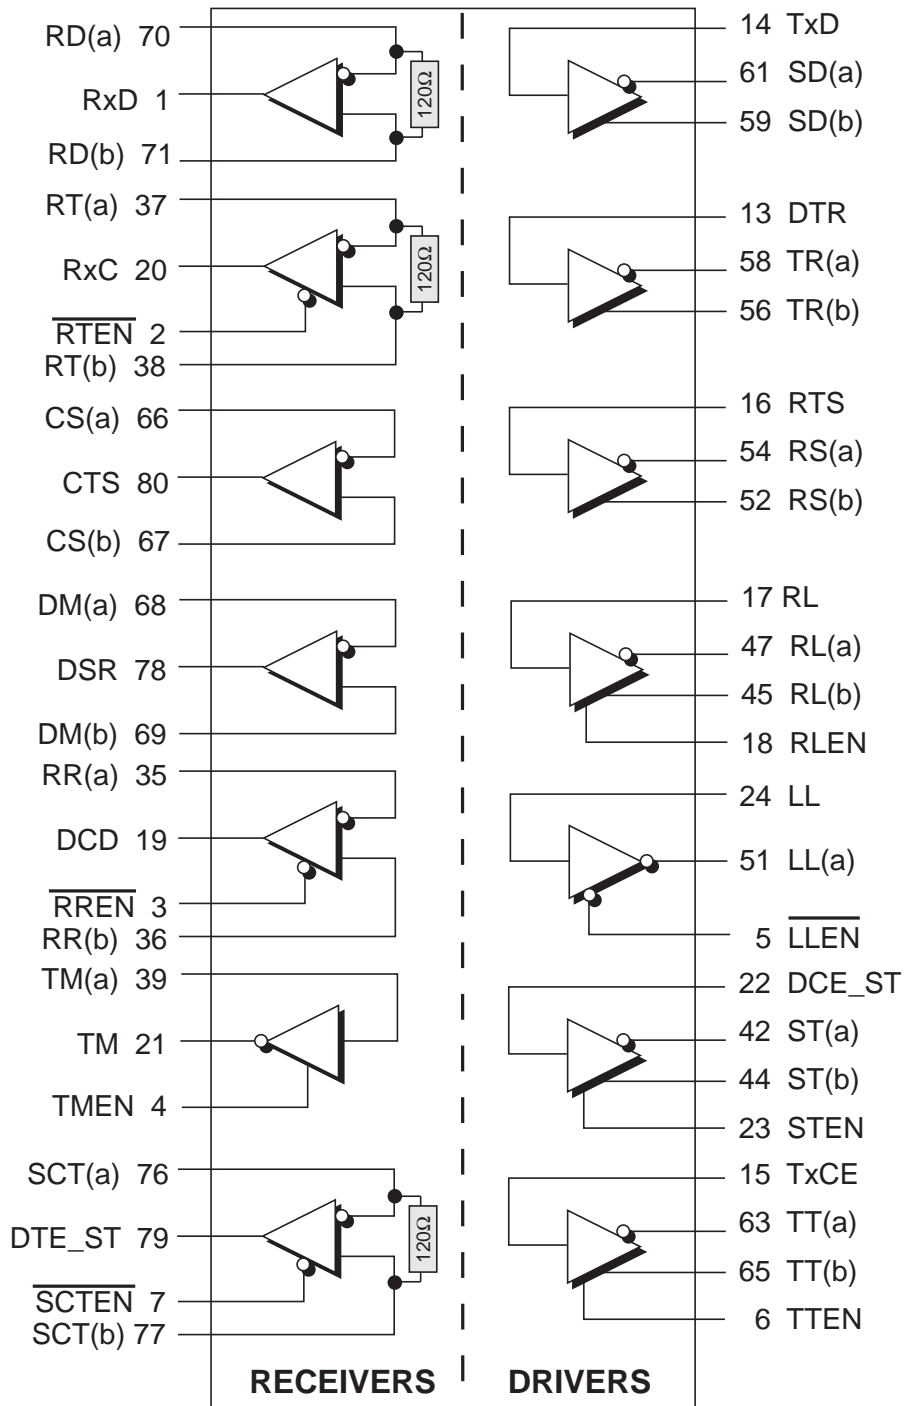 RD(a) 70
RxD 1
RD(b) 71
120Ω
RT(a) 37
RxC 20
RTEN 2
RT(b) 38
120Ω
CS(a) 66
CTS 80
CS(b) 67
DM(a) 68
DSR 78
DM(b) 69
RR(a) 35
DCD 19
RREN 3
RR(b) 36
TM(a) 39
TM 21
TMEN 4
SCT(a) 76
DTE_ST 79
SCTEN 7
SCT(b) 77
120Ω
RECEIVERS
14 TxD
61 SD(a)
59 SD(b)
13 DTR
58 TR(a)
56 TR(b)
16 RTS
54 RS(a)
52 RS(b)
17 RL
47 RL(a)
45 RL(b)
18 RLEN
24 LL
51 LL(a)
5 LLEN
22 DCE_ST
42 ST(a)
44 ST(b)
23 STEN
15 TxCE
63 TT(a)
65 TT(b)
6 TTEN
DRIVERS